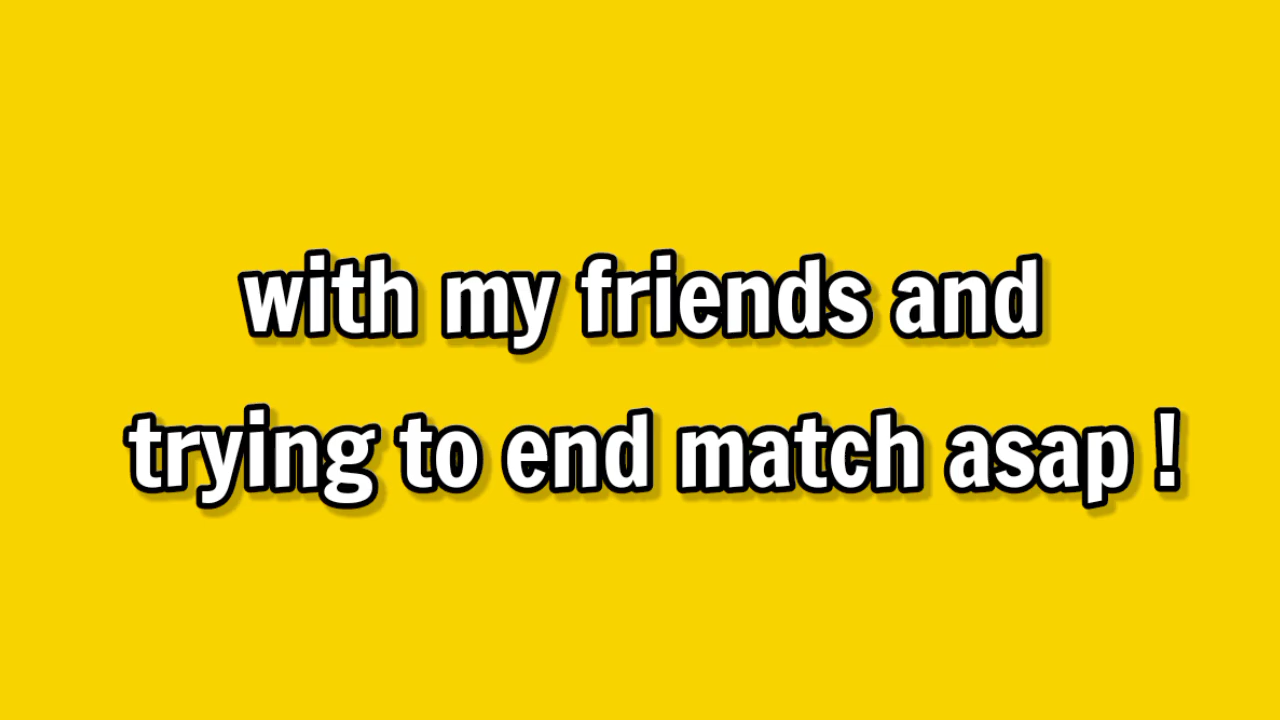 with my friends and
trying to end match asap !